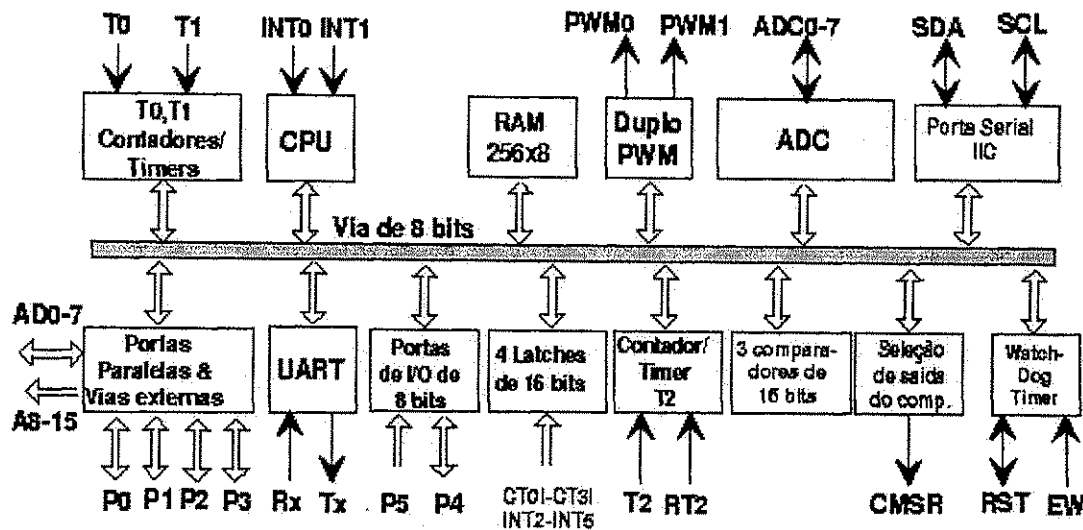 T0 T1 INT0 INT1 PWM0 PWM1 ADC0-7 SDA SCL
T0,T1
Contadores/
Timers
CPU
RAM
256x8
Duplo
PWM
ADC
Porta Serial
IIC
Via de 8 bits
AD0-7
A8-15
Portas
Paralelas &
Vias externas
UART
Portas
de I/O de
8 bits
4 Latches
de 16 bits
Contador/
Timer
T2
3 compara-
dores de
16 bits
Seleção
de saída
do comp.
Watch-
Dog
Timer
P0 P1 P2 P3 Rx Tx P5 P4 CT0I-CT3I T2 RT2 CMSR RST EW
INT2-INT5